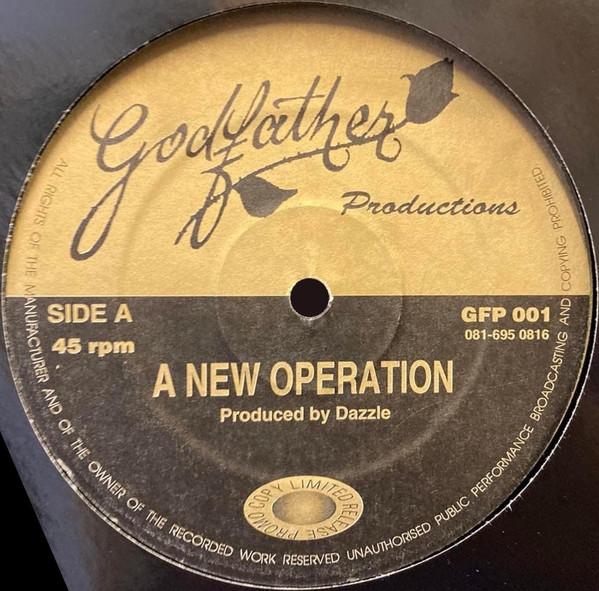 Godfather
Productions
SIDE A
GFP 001
45 rpm
081-695 0816
A NEW OPERATION
Produced by Dazzle
PROMO COPY LIMITED RELEASE
ALL RIGHTS OF THE MANUFACTURER AND OF THE OWNER OF THE RECORDED WORK RESERVED UNAUTHORISED PUBLIC PERFORMANCE BROADCASTING AND COPYING PROHIBITED